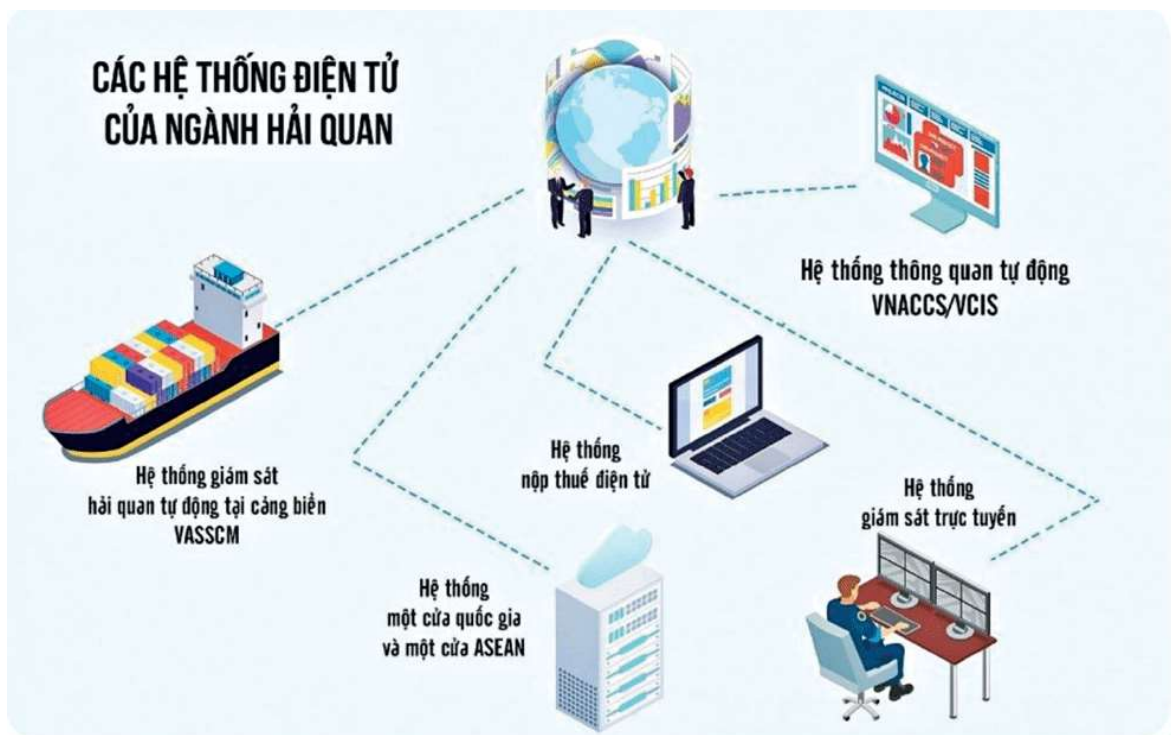 CÁC HỆ THỐNG ĐIỆN TỬ
CỦA NGÀNH HẢI QUAN
Hệ thống thông quan tự động
VNACCS/VCIS
Hệ thống giám sát
hải quan tự động tại cảng biển
VASSCM
Hệ thống
nộp thuế điện tử
Hệ thống
giám sát trực tuyến
Hệ thống
một cửa quốc gia
và một cửa ASEAN